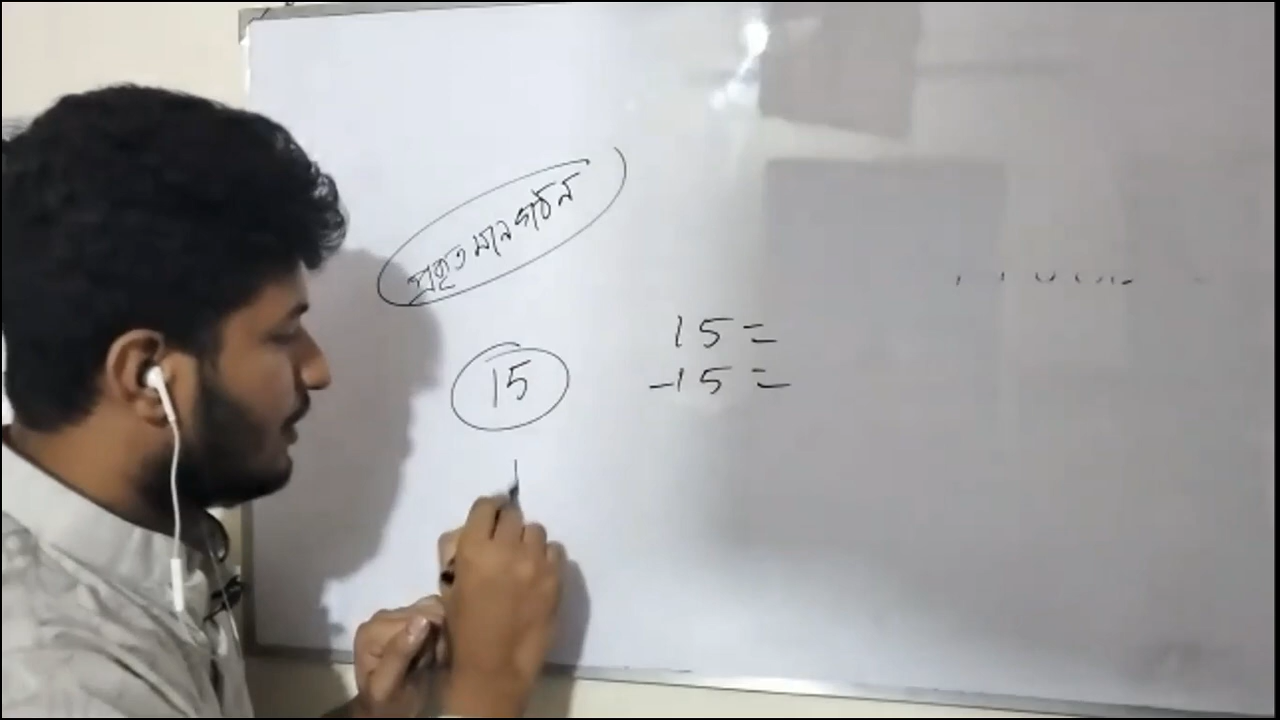 প্রকৃত মান গঠন
15
15 =
-15 =